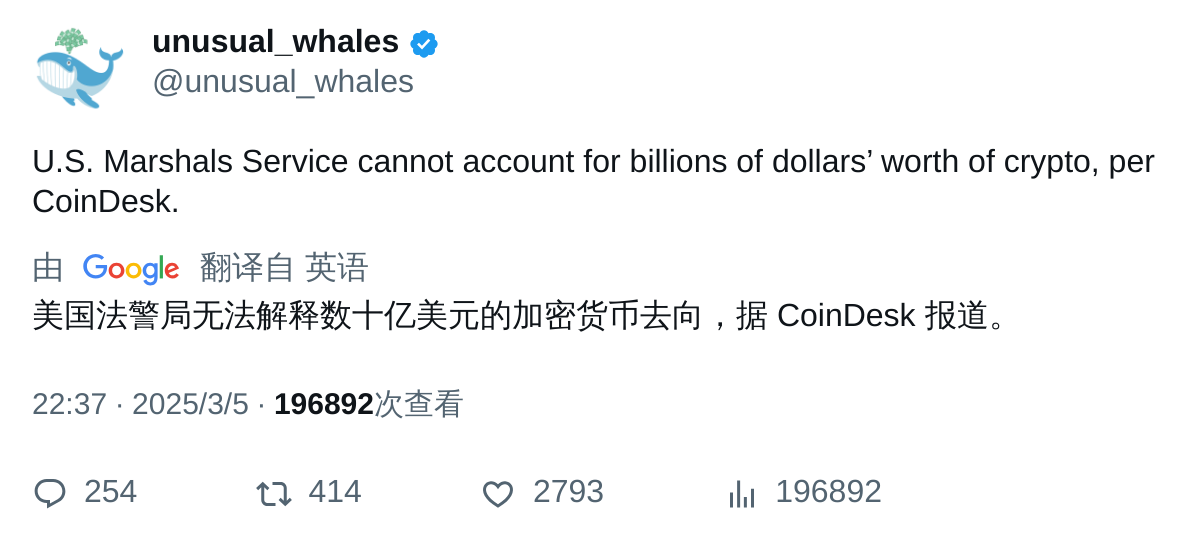 unusual_whales
@unusual_whales
U.S. Marshals Service cannot account for billions of dollars’ worth of crypto, per
CoinDesk.
由 Google 翻译自 英语
美国法警局无法解释数十亿美元的加密货币去向，据 CoinDesk 报道。
22:37 · 2025/3/5 · 196892次查看
254 414 2793 196892